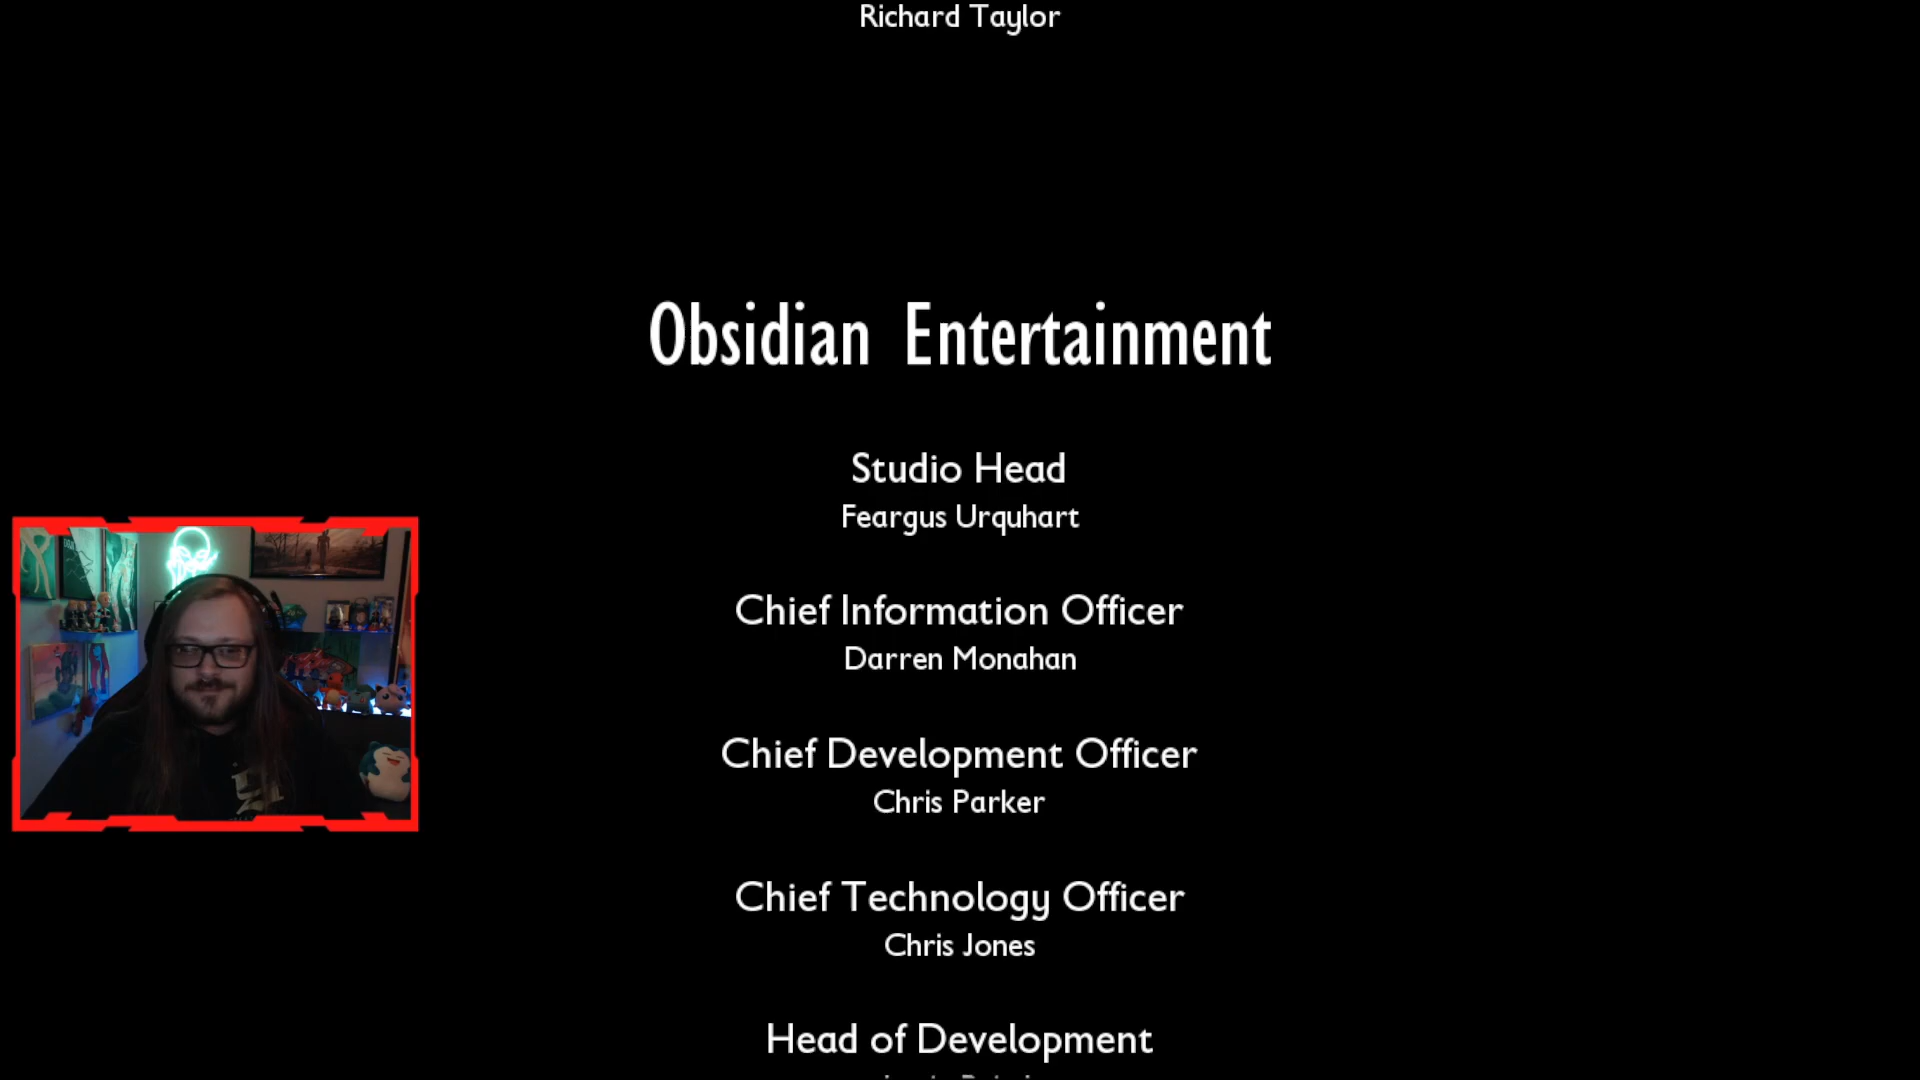 Richard Taylor
Obsidian Entertainment
Studio Head
Feargus Urquhart
Chief Information Officer
Darren Monahan
Chief Development Officer
Chris Parker
Chief Technology Officer
Chris Jones
Head of Development